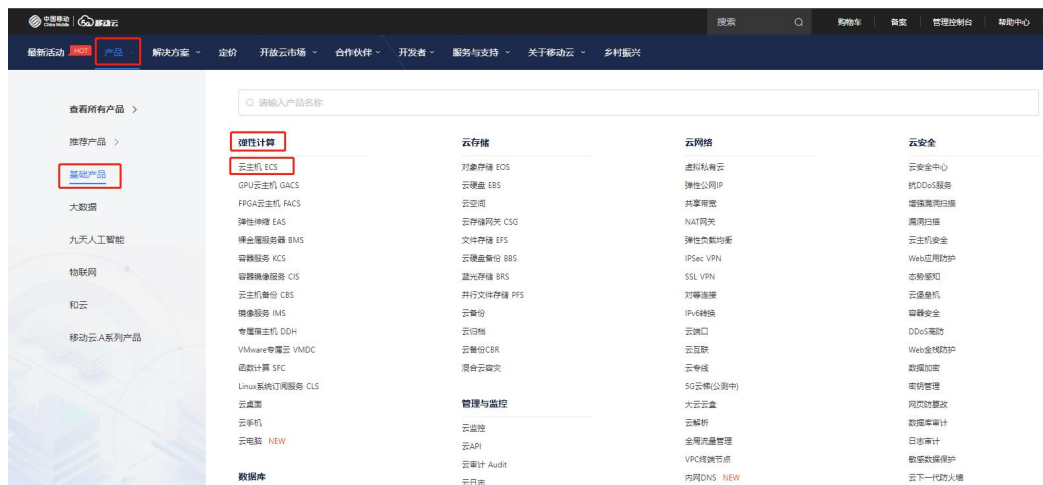 中国移动 China Mobile 5G 移动云
搜索 购物车 备案 管理控制台 帮助中心
最新活动 HOT 产品 解决方案 定价 开放云市场 合作伙伴 开发者 服务与支持 关于移动云 乡村振兴
查看所有产品 >
推荐产品 >
基础产品
大数据
九天人工智能
物联网
和云
移动云A系列产品
请输入产品名称
弹性计算
云主机 ECS
GPU云主机 GACS
FPGA云主机 FACS
弹性伸缩 EAS
裸金属服务器 BMS
容器服务 KCS
容器镜像服务 CIS
云主机备份 CBS
镜像服务 IMS
专属宿主机 DDH
VMware专属云 VMDC
函数计算 SFC
Linux系统订阅服务 CLS
云桌面
云手机
云电脑 NEW
数据库
云存储
对象存储 EOS
云硬盘 EBS
云空间
云存储网关 CSG
文件存储 EFS
云硬盘备份 BBS
蓝光存储 BRS
并行文件存储 PFS
云备份
云归档
云备份CBR
混合云容灾
管理与监控
云监控
云API
云审计 Audit
云日志
云网络
虚拟私有云
弹性公网IP
共享带宽
NAT网关
弹性负载均衡
IPSec VPN
SSL VPN
对等连接
IPv6转换
云端口
云互联
云专线
5G云梯(公测中)
大云云盒
云解析
全局流量管理
VPC终端节点
内网DNS NEW
云安全
云安全中心
抗DDoS服务
增强漏洞扫描
漏洞扫描
云主机安全
Web应用防护
态势感知
云堡垒机
容器安全
DDoS高防
Web全栈防护
数据加密
密钥管理
网页防篡改
数据库审计
日志审计
敏感数据保护
云下一代防火墙